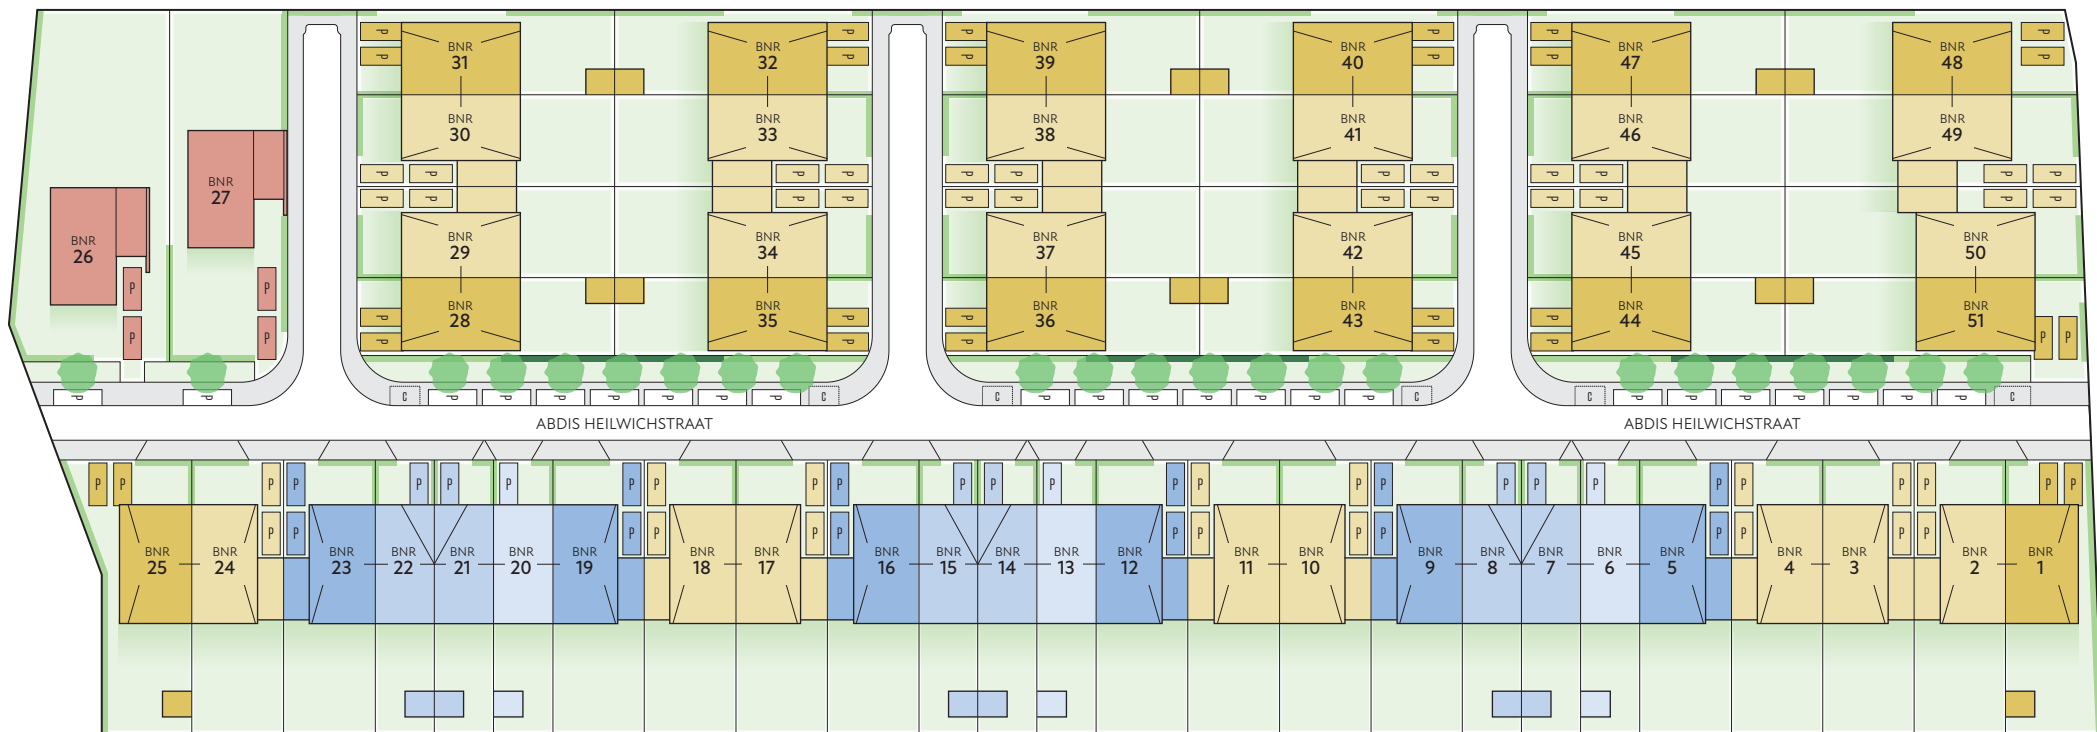 P P P P P P
BNR BNR BNR BNR BNR BNR
P P P P P P
31 32 39 40 47 48
BNR BNR BNR BNR BNR BNR
30 33 38 41 46 49
P P P P P P P P P P P P
BNR
27
P P P P P P P P P P P P
BNR
26
BNR BNR BNR BNR BNR BNR
29 34 37 42 45 50
P P
BNR BNR BNR BNR BNR BNR
28 35 36 43 44 51
P P P P P
P P P P
P P P P P
P P C P P P P P P P C C P P P P P P P C C P P P P P P P C
ABDIS HEILWICHSTRAAT ABDIS HEILWICHSTRAAT
P P P P P P P P P P P P P P P P P P P P P P P P P P P
P P P P P P P P P P P P P P
BNR BNR BNR BNR BNR BNR BNR BNR BNR BNR BNR BNR BNR BNR BNR BNR BNR BNR BNR BNR BNR BNR BNR BNR BNR
25 24 23 22 21 20 19 18 17 16 15 14 13 12 11 10 9 8 7 6 5 4 3 2 1